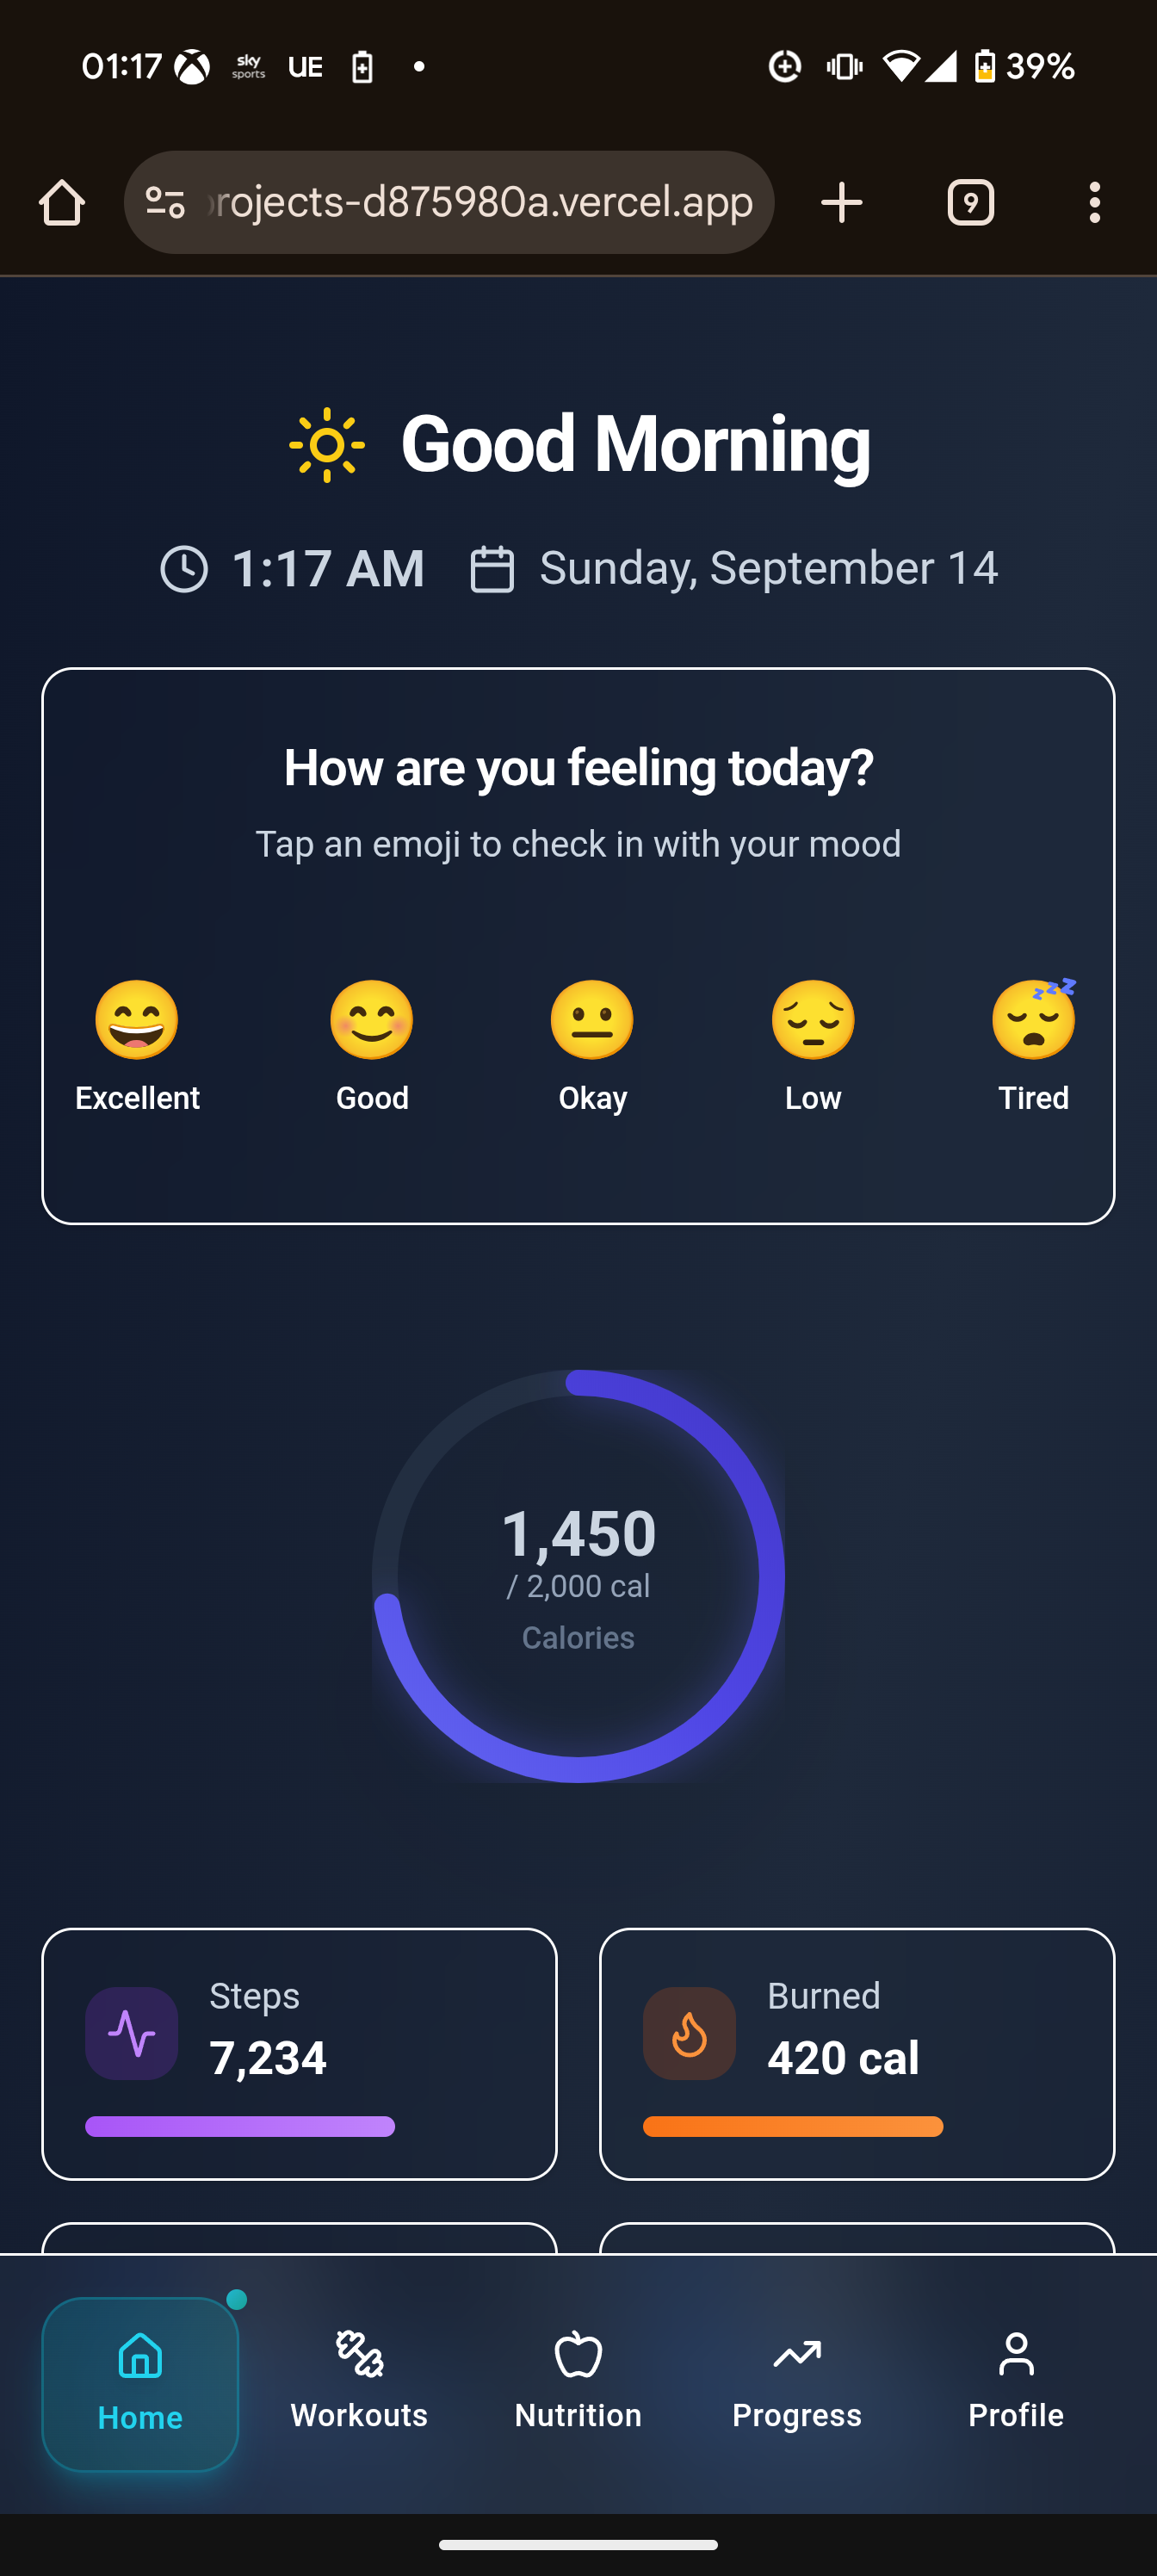 01:17 sky sports UE 39%
rojects-d875980a.vercel.app 9
Good Morning
1:17 AM Sunday, September 14
How are you feeling today?
Tap an emoji to check in with your mood
Excellent Good Okay Low Tired
1,450
/ 2,000 cal
Calories
Steps
7,234
Burned
420 cal
Home Workouts Nutrition Progress Profile